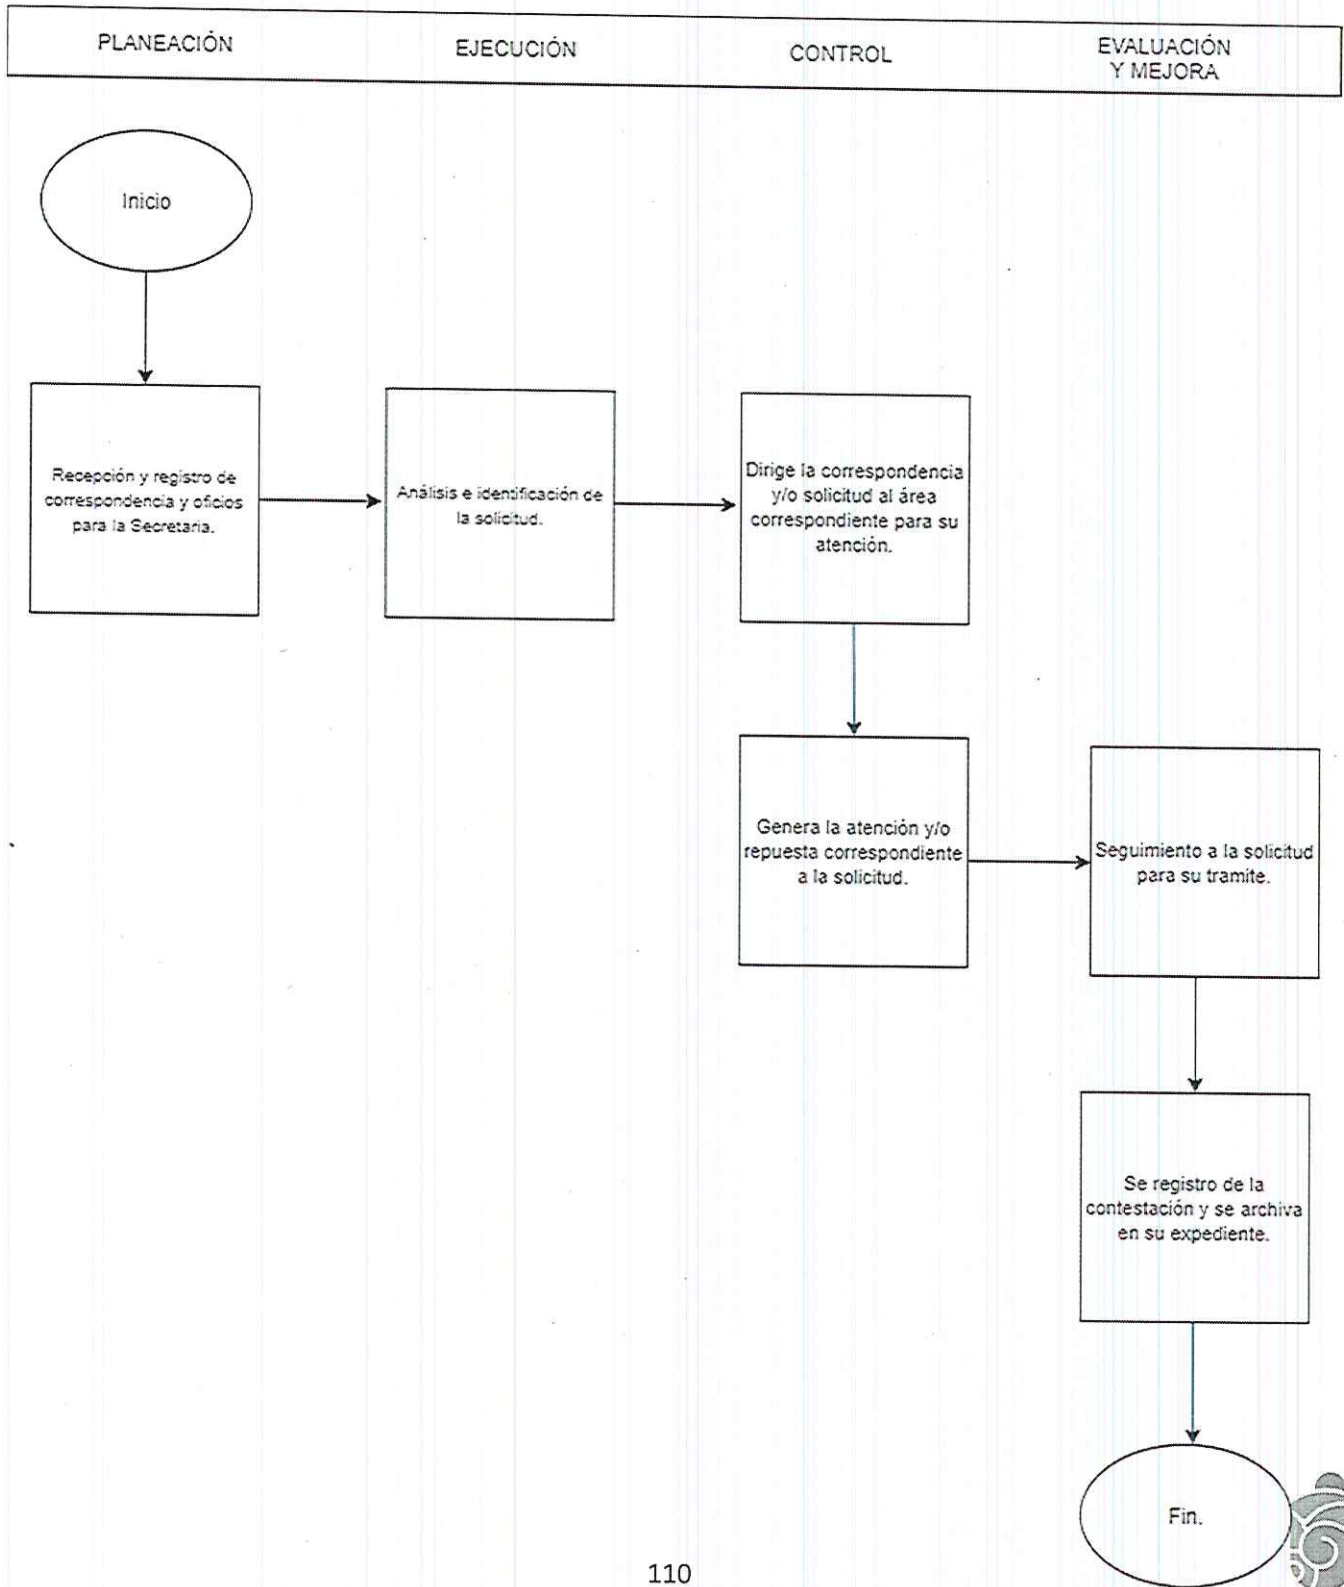 PLANEACIÓN
EJECUCIÓN
CONTROL
EVALUACIÓN
Y MEJORA
Inicio
Recepción y registro de
correspondencia y oficios
para la Secretaria.
Análisis e identificación de
la solicitud.
Dirige la correspondencia
y/o solicitud al área
correspondiente para su
atención.
Genera la atención y/o
repuesta correspondiente
a la solicitud.
Seguimiento a la solicitud
para su tramite.
Se registro de la
contestación y se archiva
en su expediente.
Fin.
110